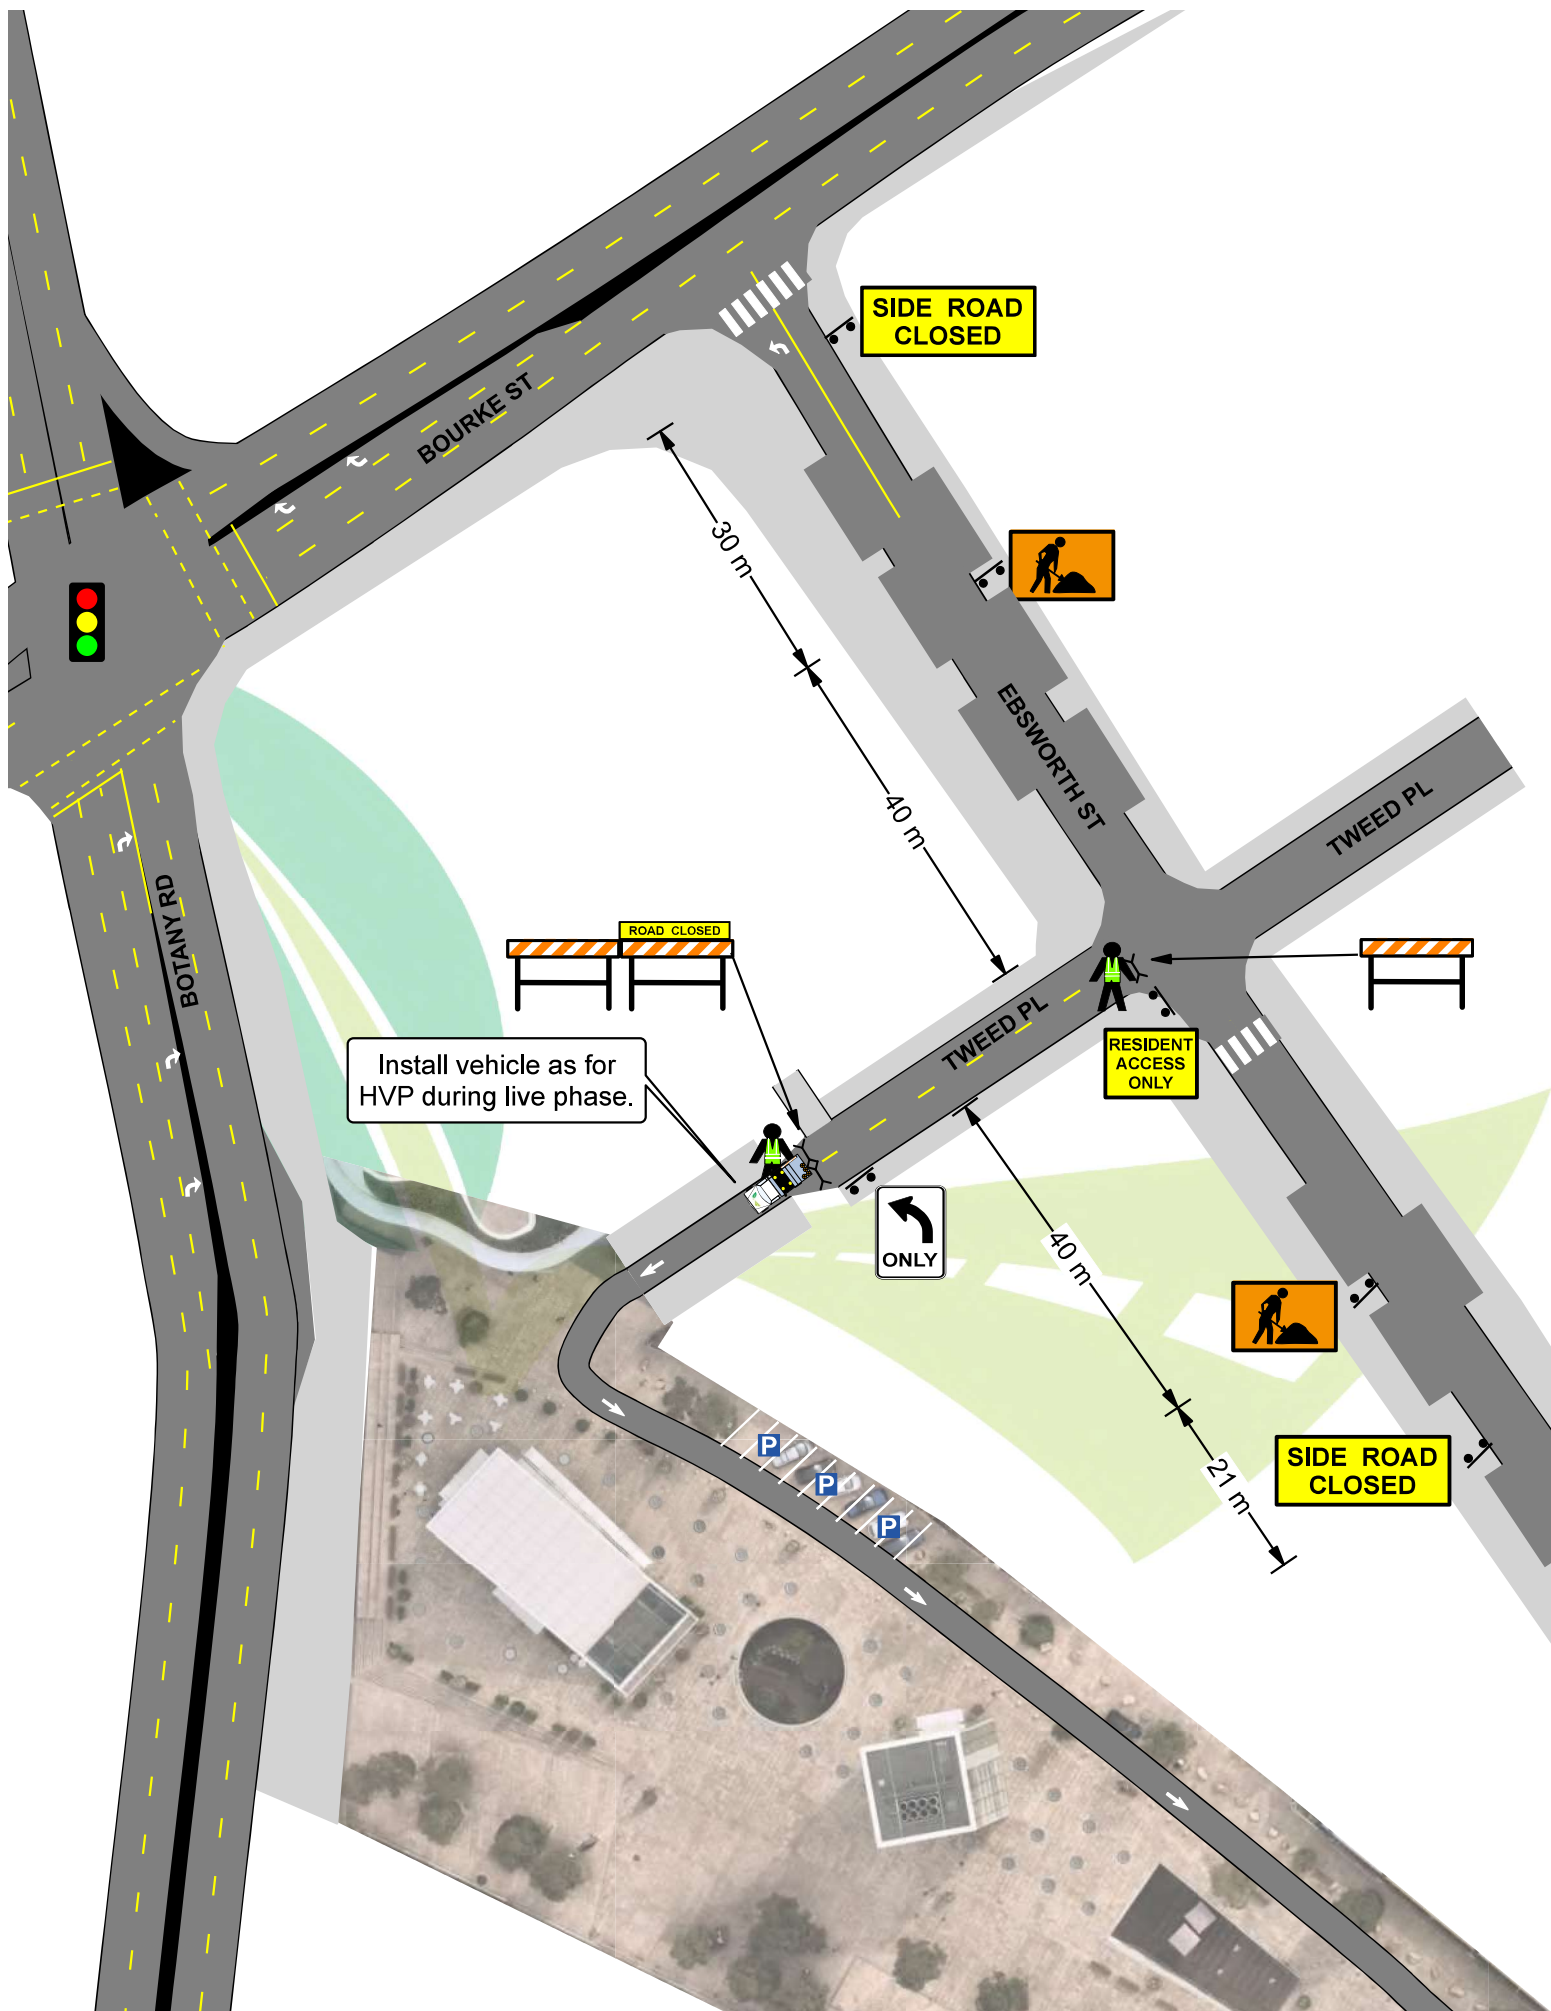 SIDE ROAD
CLOSED
BOURKE ST
30 m
EBSWORTH ST
40 m
TWEED PL
BOTANY RD
ROAD CLOSED
TWEED PL
Install vehicle as for
HVP during live phase.
RESIDENT
ACCESS
ONLY
ONLY
40 m
SIDE ROAD
CLOSED
21 m
P
P
P